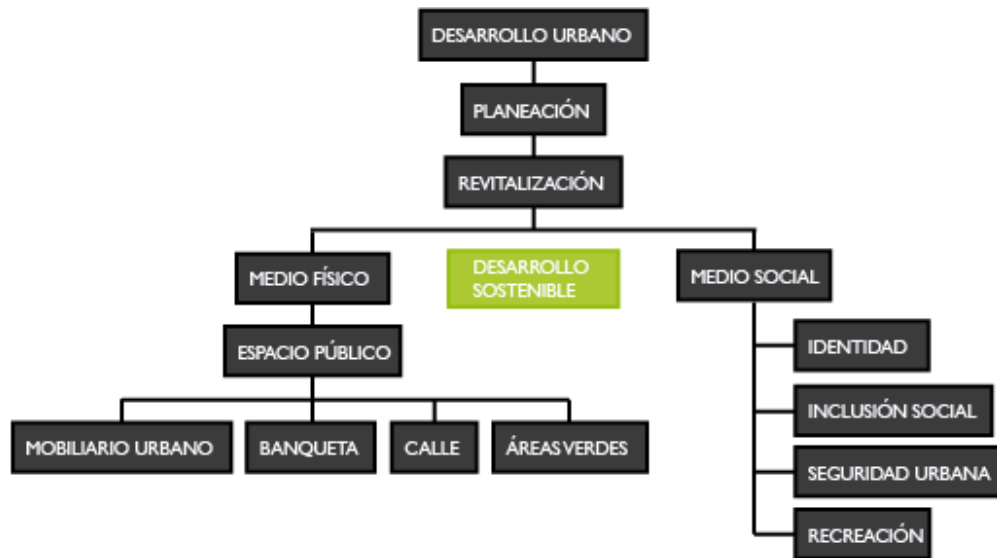 DESARROLLO URBANO
PLANEACIÓN
REVITALIZACIÓN
MEDIO FÍSICO
DESARROLLO
SOSTENIBLE
MEDIO SOCIAL
ESPACIO PÚBLICO
IDENTIDAD
INCLUSIÓN SOCIAL
MOBILIARIO URBANO
BANQUETA
CALLE
ÁREAS VERDES
SEGURIDAD URBANA
RECREACIÓN